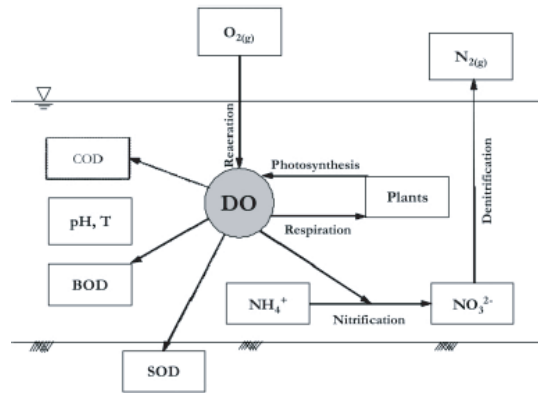 O2(g)
N2(g)
Reaeration
Denitrification
COD
Photosynthesis
DO
Plants
pH, T
Respiration
BOD
NH4+
NO32-
Nitrification
SOD